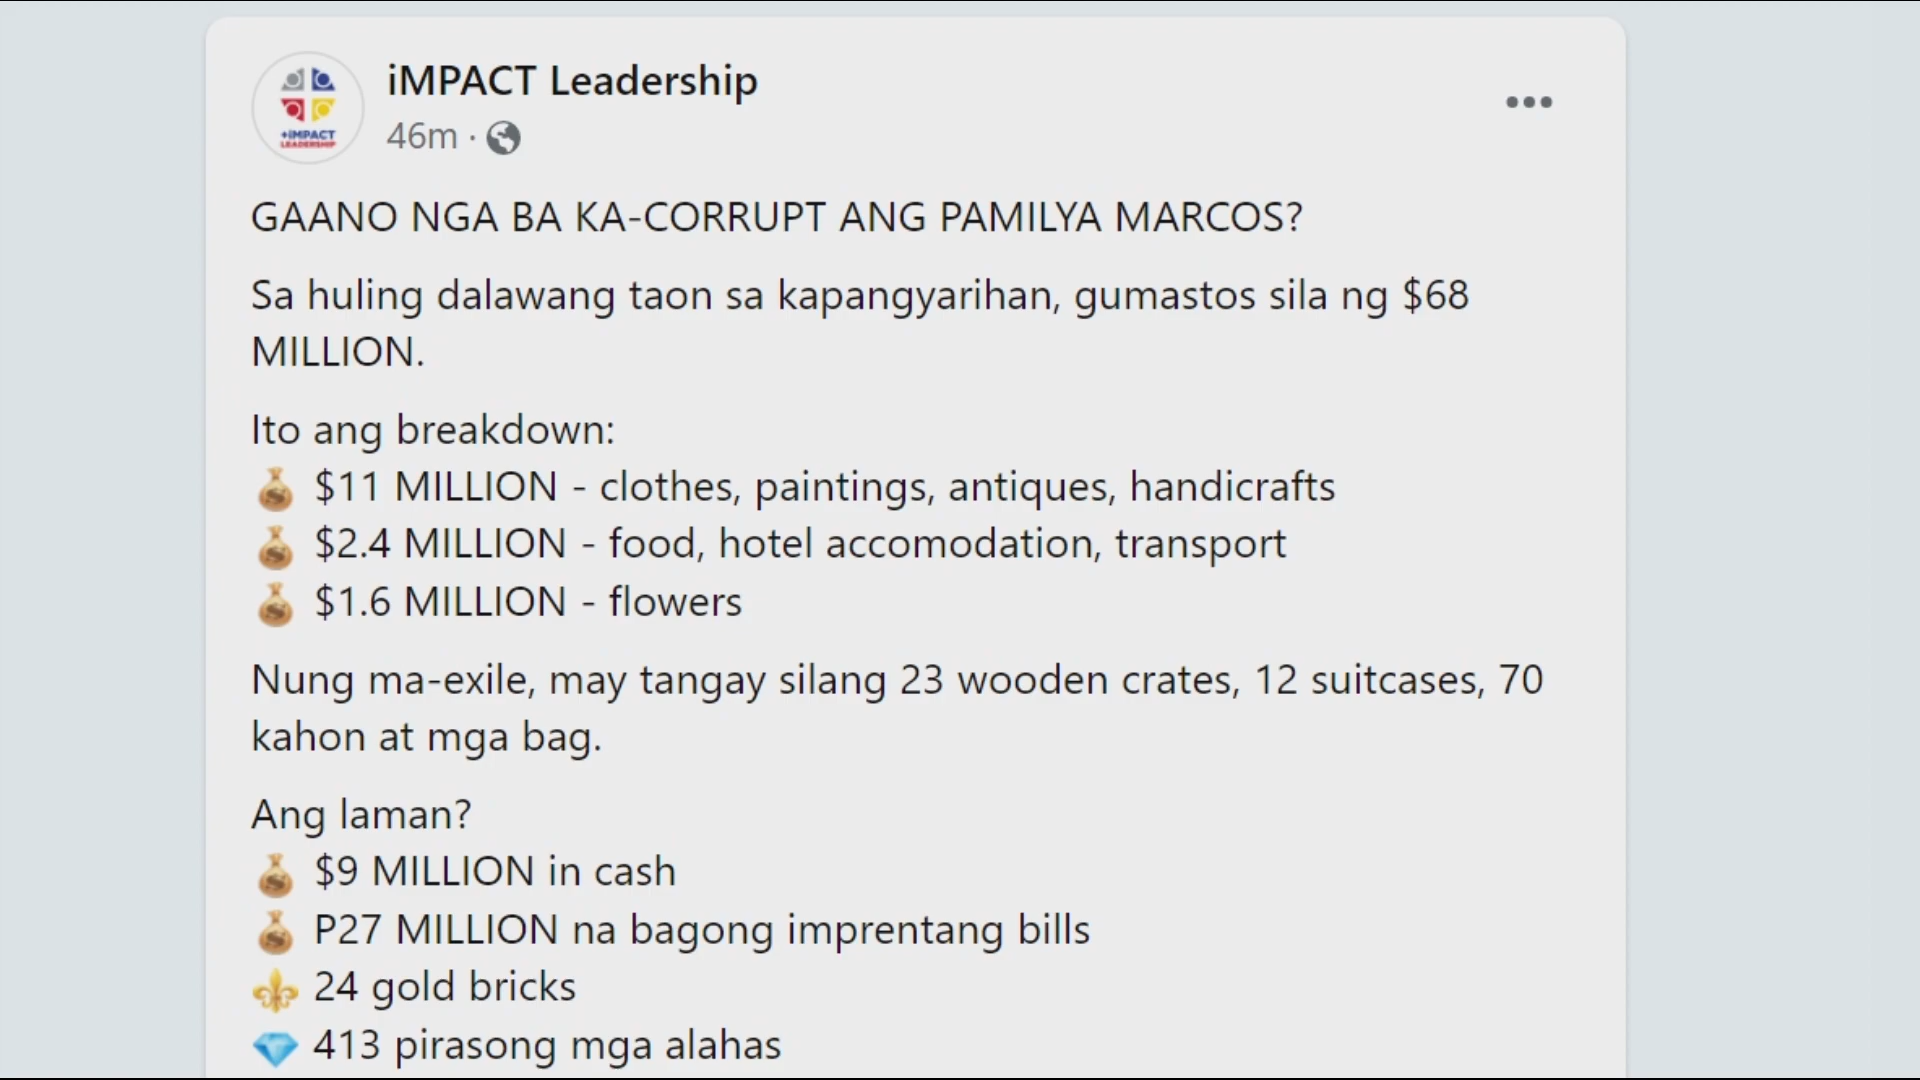 iMPACT Leadership
46m ·
+iMPACT
LEADERSHIP
GAANO NGA BA KA-CORRUPT ANG PAMILYA MARCOS?
Sa huling dalawang taon sa kapangyarihan, gumastos sila ng $68
MILLION.
Ito ang breakdown:
$11 MILLION - clothes, paintings, antiques, handicrafts
$2.4 MILLION - food, hotel accomodation, transport
$1.6 MILLION - flowers
Nung ma-exile, may tangay silang 23 wooden crates, 12 suitcases, 70
kahon at mga bag.
Ang laman?
$9 MILLION in cash
P27 MILLION na bagong imprentang bills
24 gold bricks
413 pirasong mga alahas